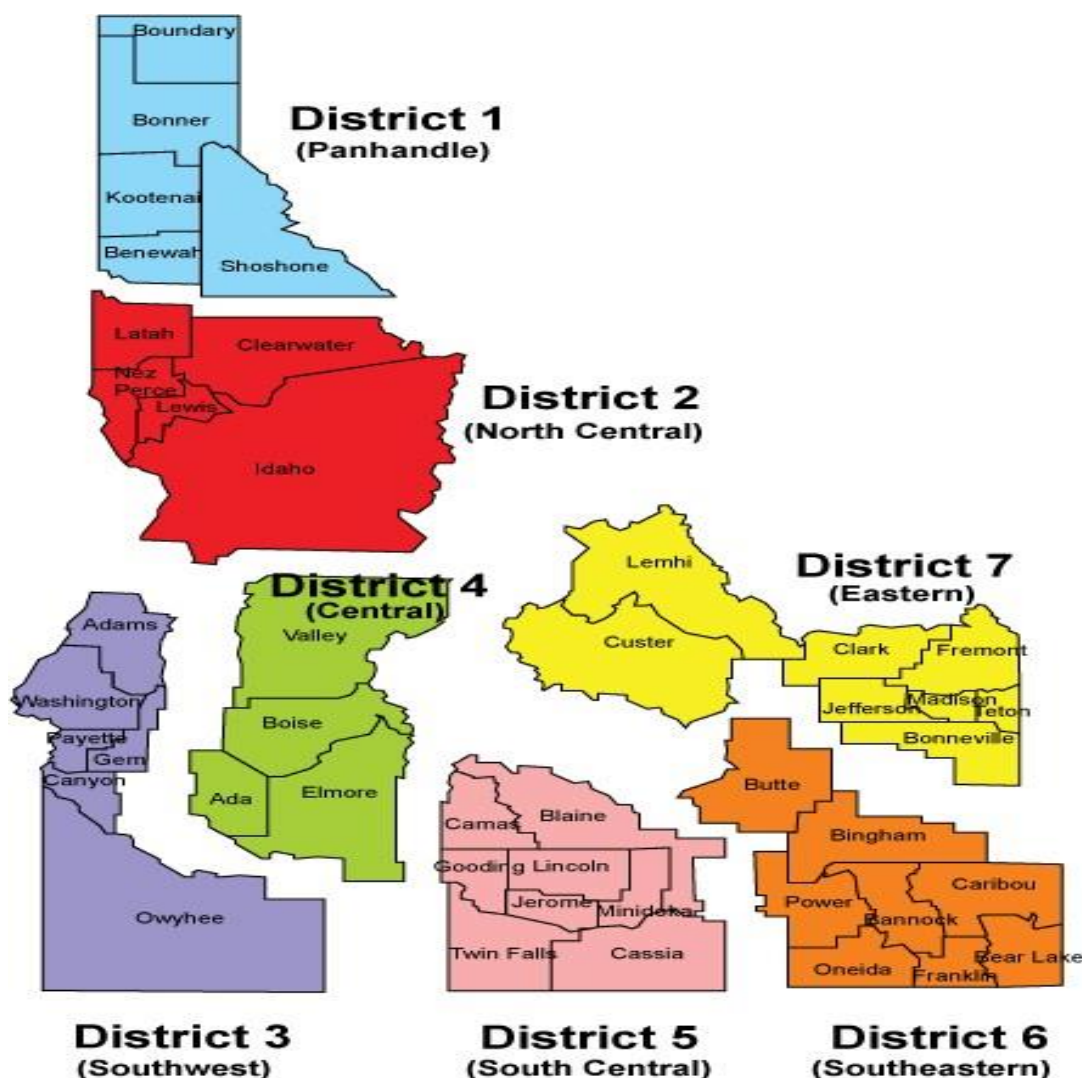 Boundary
Bonner
District 1
(Panhandle)
Kootenai
Benewah
Shoshone
Latah
Clearwater
Nez
Perce
Lewis
District 2
(North Central)
Idaho
Lemhi
District 7
(Eastern)
District 4
(Central)
Adams
Valley
Custer
Clark
Fremont
Washington
Boise
Jefferson
Madison
Teton
Payette
Bonneville
Gem
Canyon
Ada
Elmore
Butte
Camas
Blaine
Bingham
Gooding
Lincoln
Caribou
Jerome
Minidoka
Power
Bannock
Owyhee
Twin Falls
Cassia
Oneida
Franklin
Bear Lake
District 3
(Southwest)
District 5
(South Central)
District 6
(Southeastern)